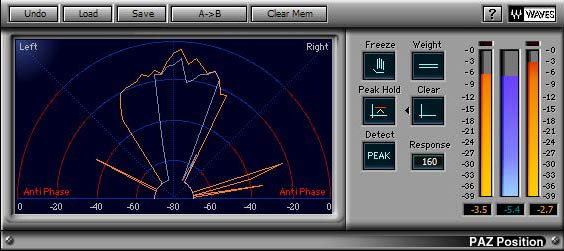 Undo Load Save A->B Clear Mem ? WAVES
Left Right
Freeze Weight
Peak Hold Clear
Detect Response
PEAK 160
Anti Phase Anti Phase
0 -20 -40 -60 -80 -60 -40 -20 0
-0 -0
-3 -3
-6 -6
-9 -9
-12 -12
-15 -15
-18 -18
-21 -21
-24 -24
-27 -27
-30 -30
-33 -33
-36 -36
-39 -39
-3.5 -5.4 -2.7
PAZ Position